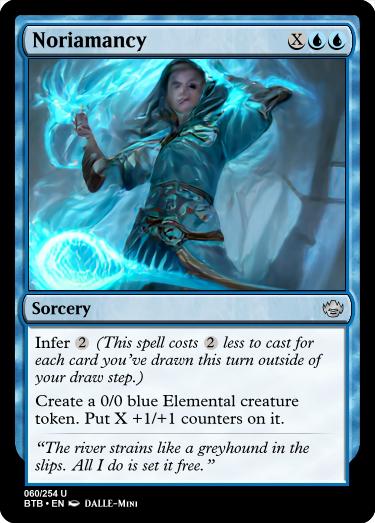 Noriamancy X
Sorcery
Infer 2 (This spell costs 2 less to cast for
each card you've drawn this turn outside of
your draw step.)
Create a 0/0 blue Elemental creature
token. Put X +1/+1 counters on it.
“The river strains like a greyhound in the
slips. All I do is set it free.”
060/254 U
BTB • EN DALLE-Mini